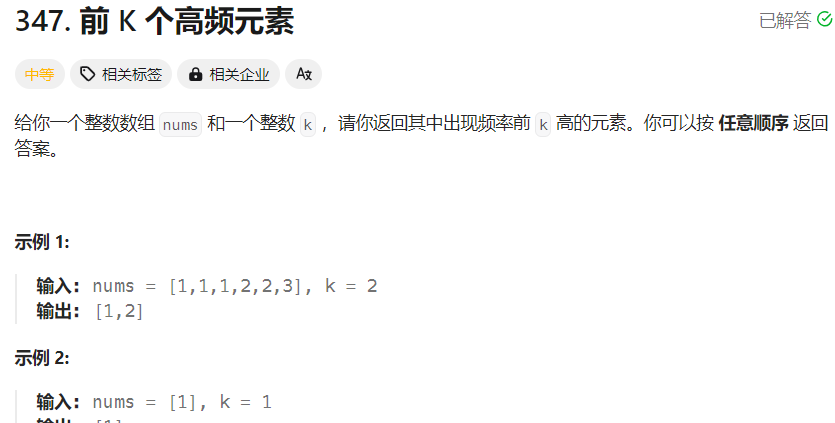 347. 前 K 个高频元素
已解答
中等
相关标签
相关企业
给你一个整数数组 nums 和一个整数 k ，请你返回其中出现频率前 k 高的元素。你可以按 任意顺序 返回
答案。
示例 1:
输入: nums = [1,1,1,2,2,3], k = 2
输出: [1,2]
示例 2:
输入: nums = [1], k = 1